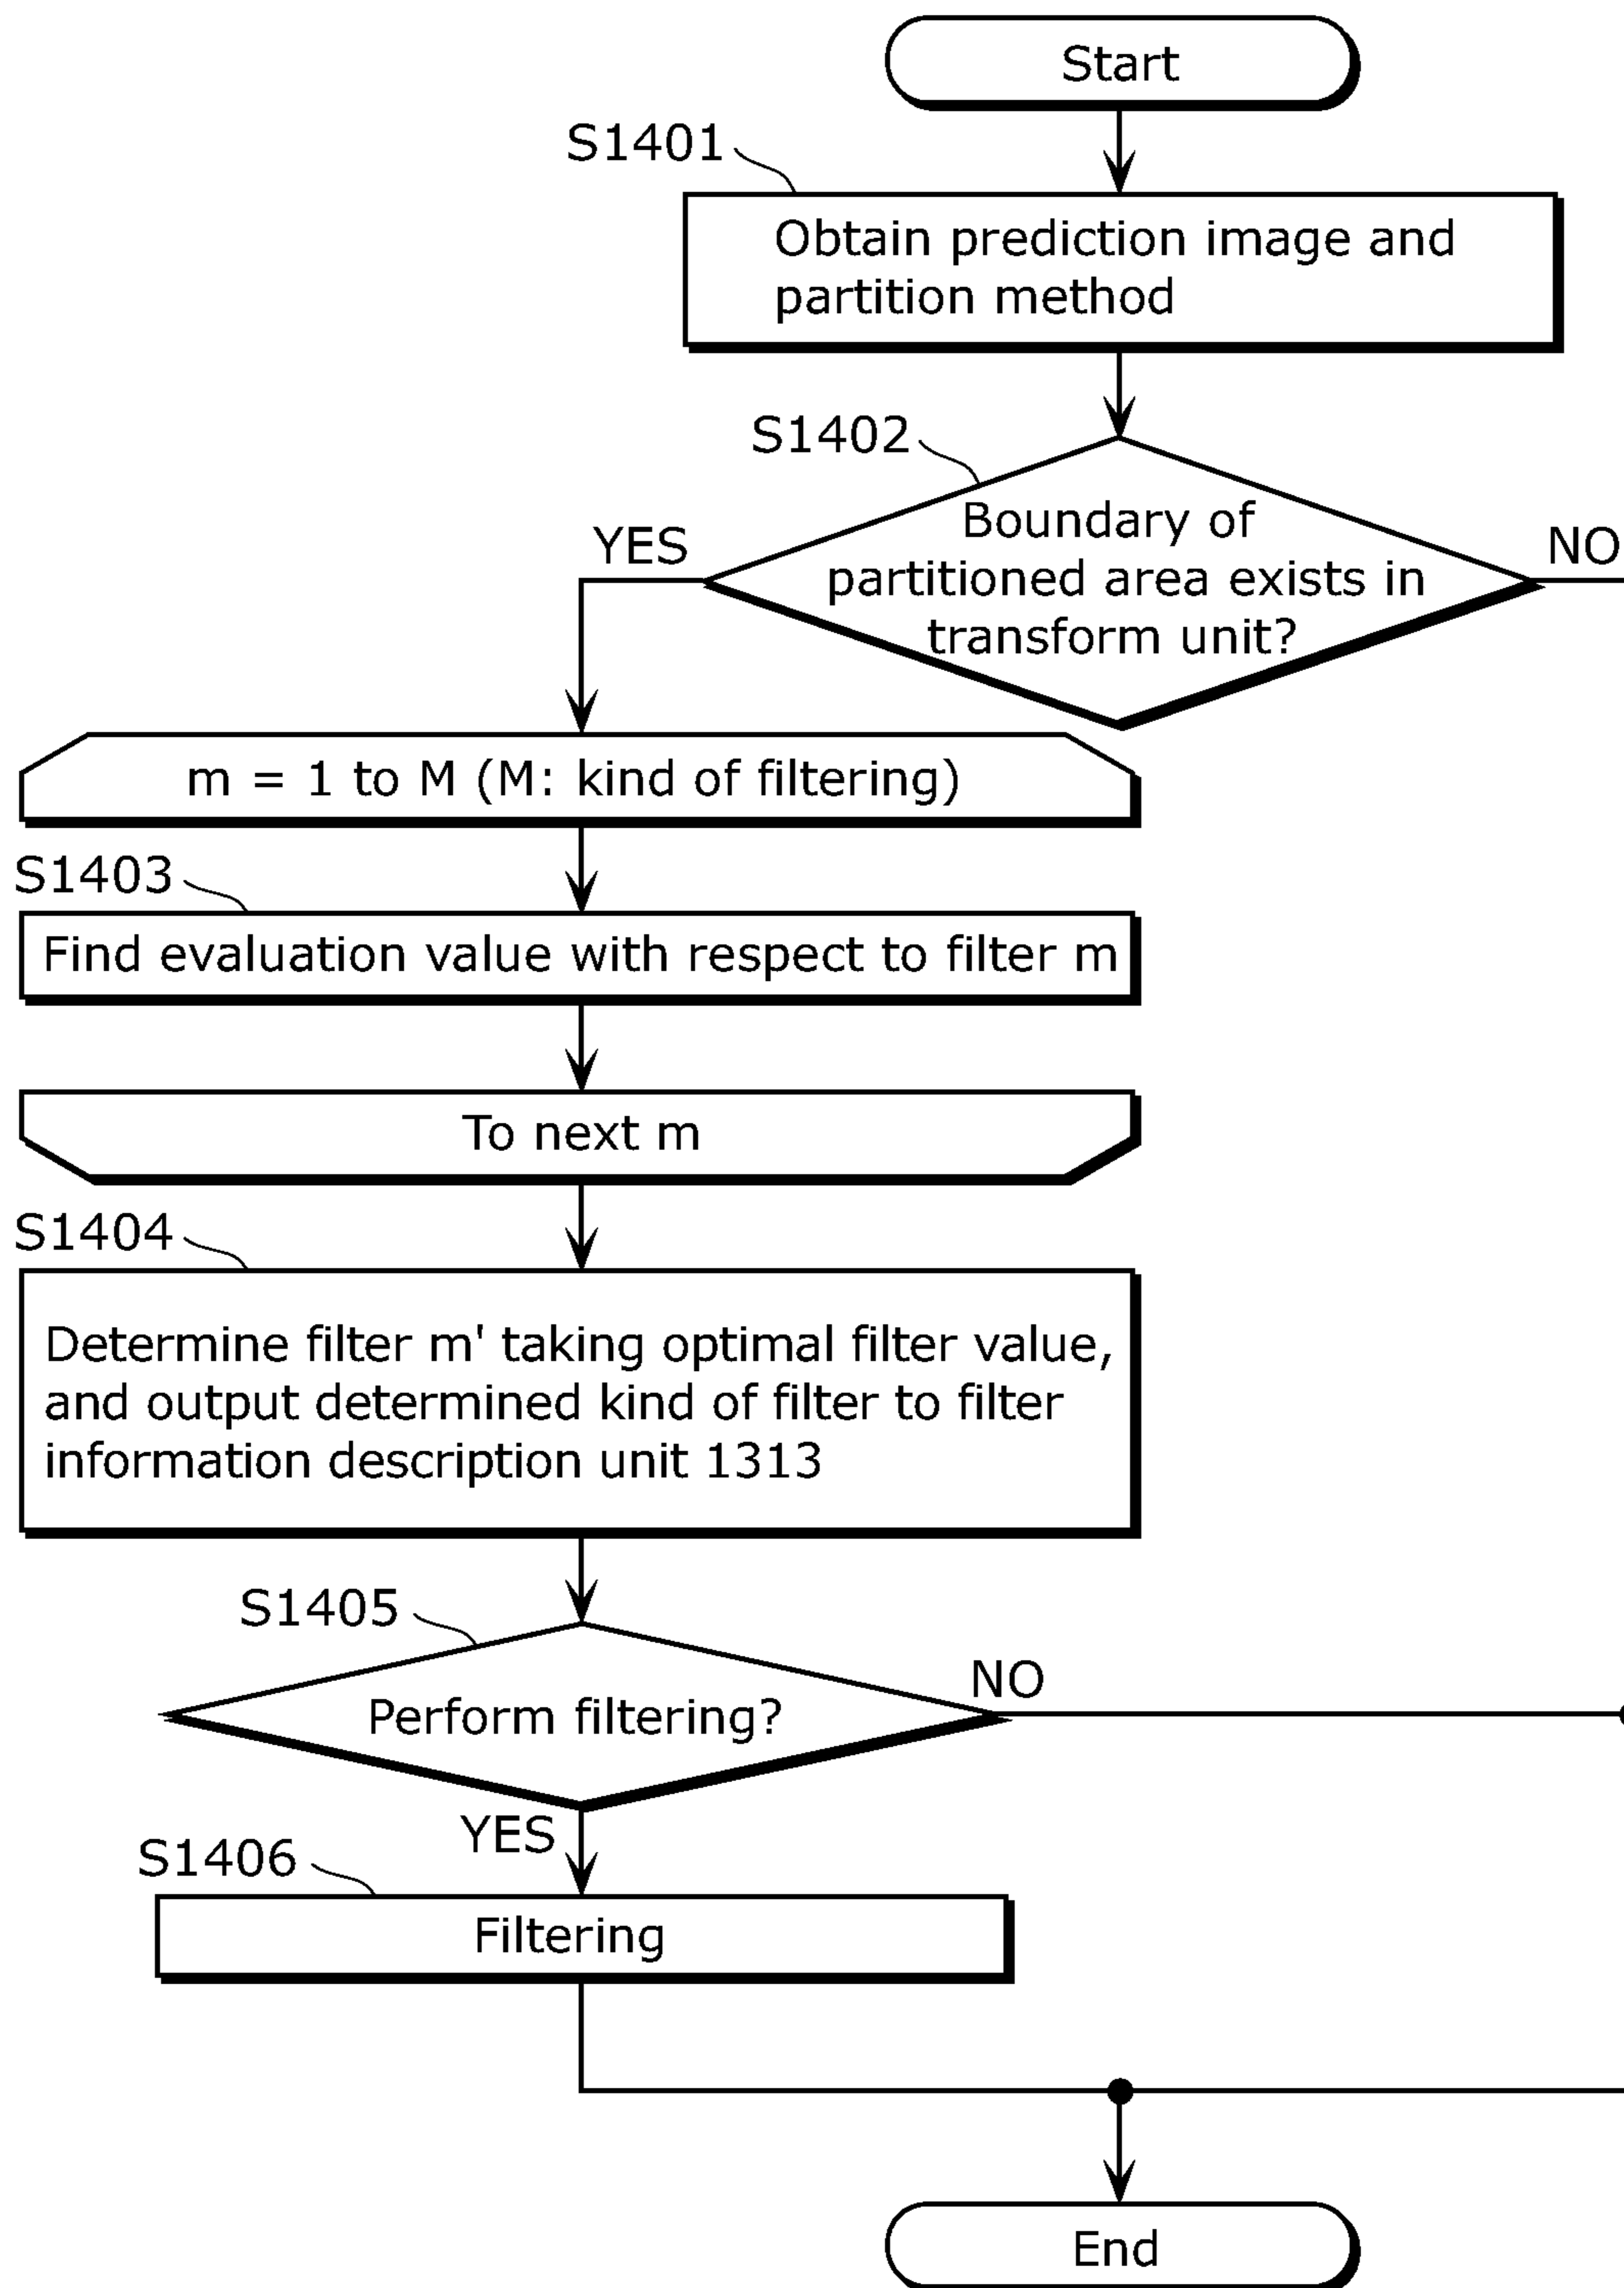 Start
S1401
Obtain prediction image and
partition method
S1402
Boundary of
partitioned area exists in
transform unit?
YES
NO
m = 1 to M (M: kind of filtering)
S1403
Find evaluation value with respect to filter m
To next m
S1404
Determine filter m' taking optimal filter value,
and output determined kind of filter to filter
information description unit 1313
S1405
Perform filtering?
NO
YES
S1406
Filtering
End